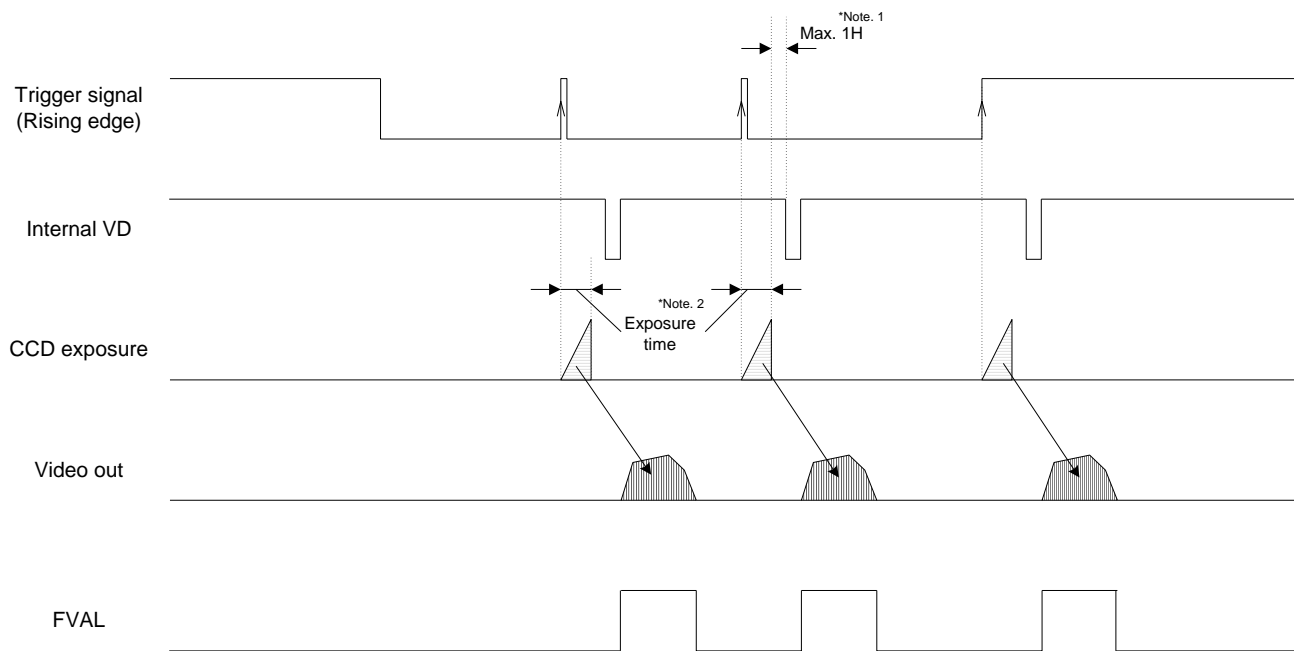 *Note. 1
Max. 1H
Trigger signal
(Rising edge)
Internal VD
*Note. 2
Exposure
time
CCD exposure
Video out
FVAL